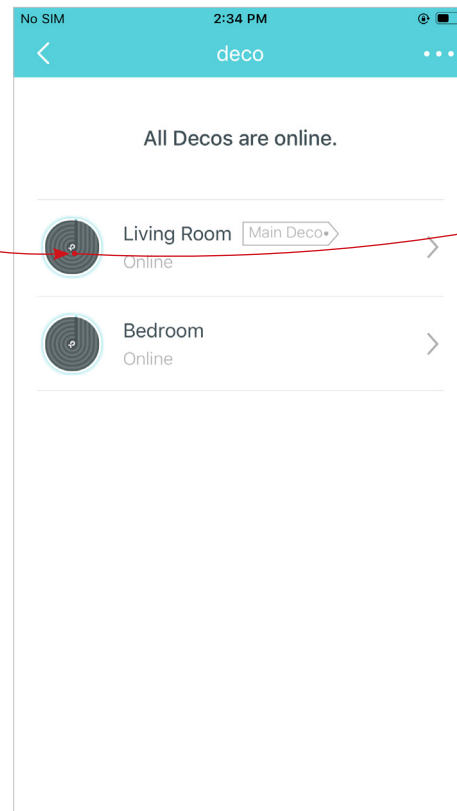 No SIM 2:34 PM
deco
All Decos are online.
Living Room Main Deco
Online
Bedroom
Online